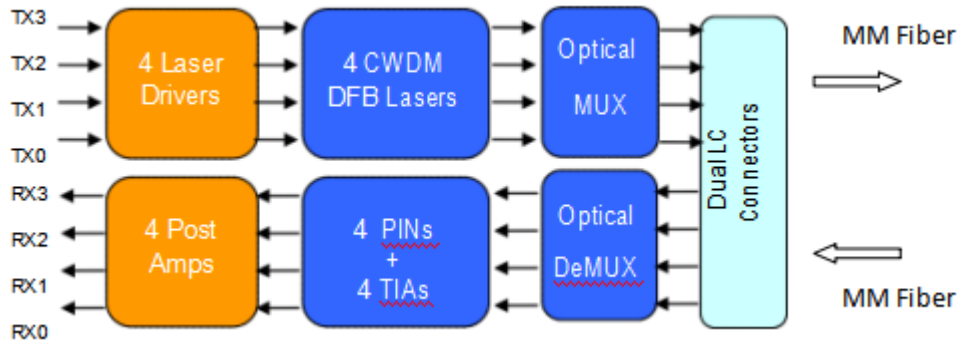 TX3
TX2
TX1
TX0
4 Laser
Drivers
4 CWDM
DFB Lasers
Optical
MUX
Dual LC
Connectors
MM Fiber
RX3
RX2
RX1
RX0
4 Post
Amps
4 PINs
+
4 TIAs
Optical
DeMUX
MM Fiber